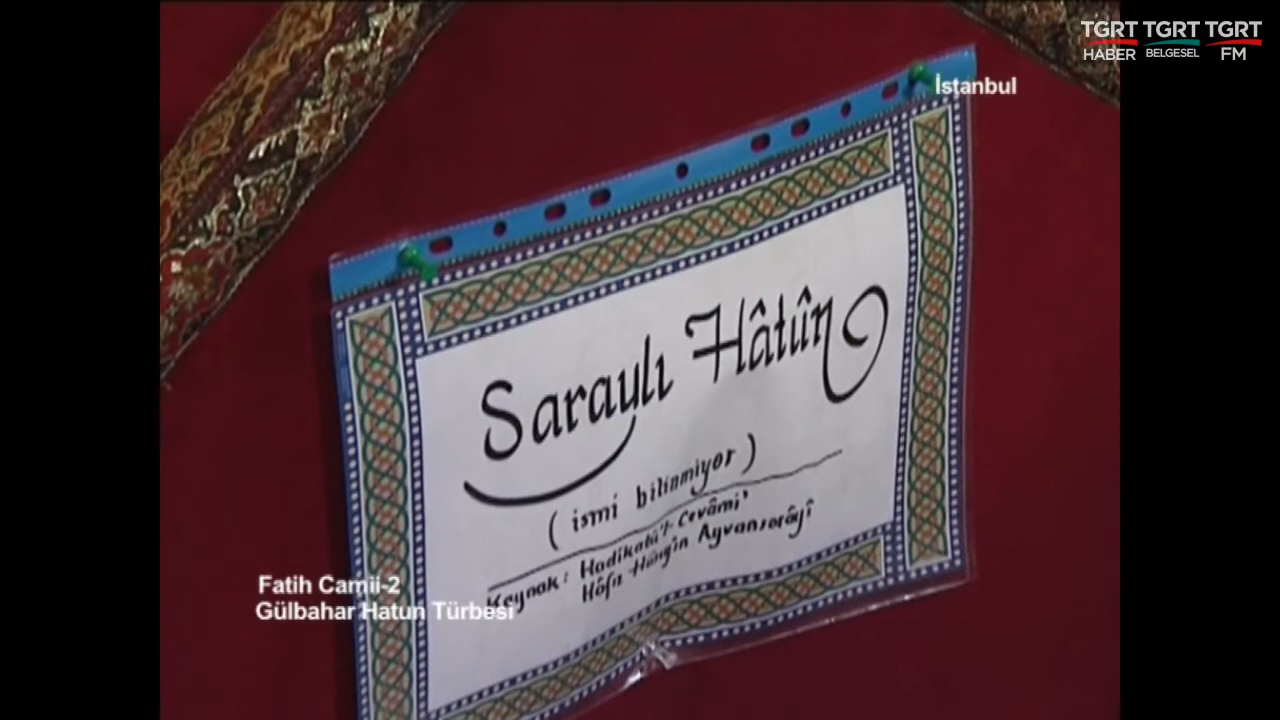 TGRT TGRT TGRT
HABER BELGESEL FM
İstanbul
Saraylı Hâtûn
( ismi bilinmiyor )
Kaynak: Hadikatü'l-Cevâmi'
Hâfız Hüseyin Ayvansarâyî
Fatih Camii-2
Gülbahar Hatun Türbesi